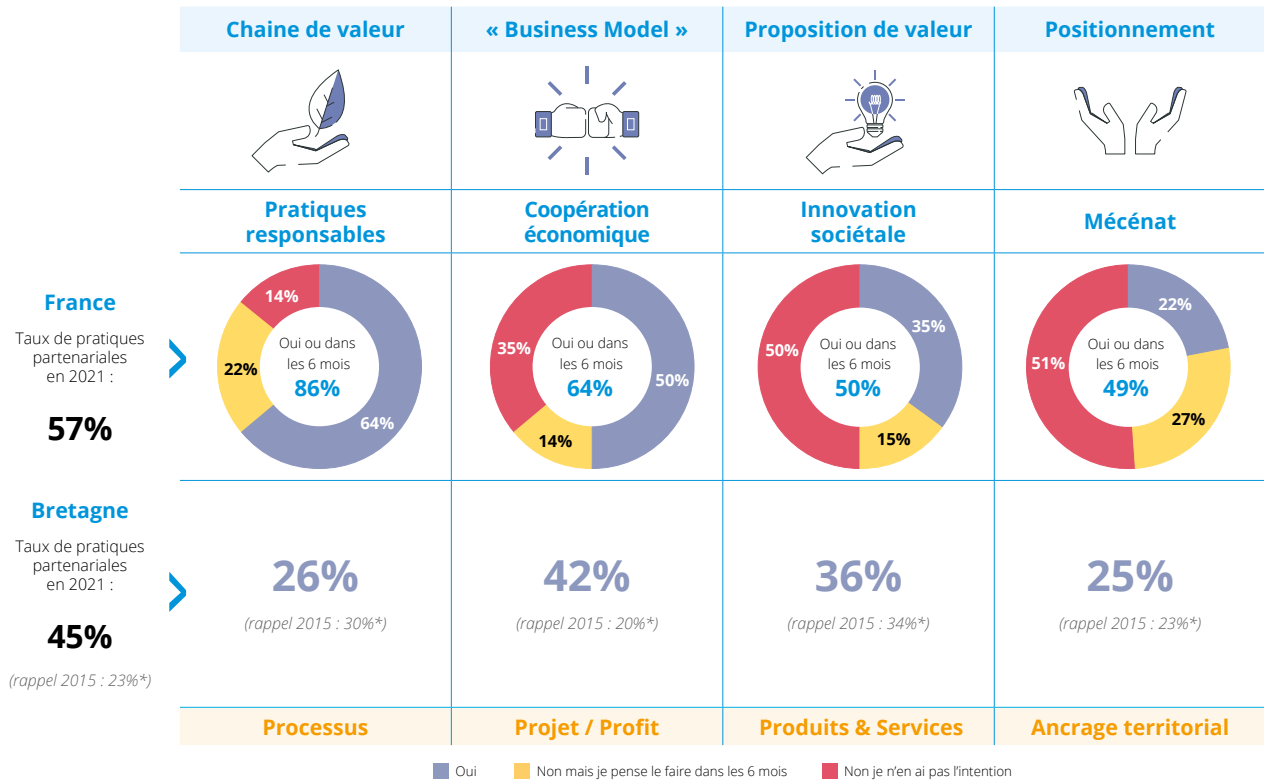 Chaine de valeur
« Business Model »
Proposition de valeur
Positionnement
Pratiques
responsables
Coopération
économique
Innovation
sociétale
Mécénat
France
Taux de pratiques
partenariales
en 2021 :
57%
14%
22%
64%
Oui ou dans
les 6 mois
86%
35%
14%
50%
Oui ou dans
les 6 mois
64%
50%
35%
15%
Oui ou dans
les 6 mois
50%
51%
22%
27%
Oui ou dans
les 6 mois
49%
Bretagne
Taux de pratiques
partenariales
en 2021 :
45%
(rappel 2015 : 23%*)
26%
(rappel 2015 : 30%*)
42%
(rappel 2015 : 20%*)
36%
(rappel 2015 : 34%*)
25%
(rappel 2015 : 23%*)
Processus
Projet / Profit
Produits & Services
Ancrage territorial
Oui
Non mais je pense le faire dans les 6 mois
Non je n'en ai pas l'intention